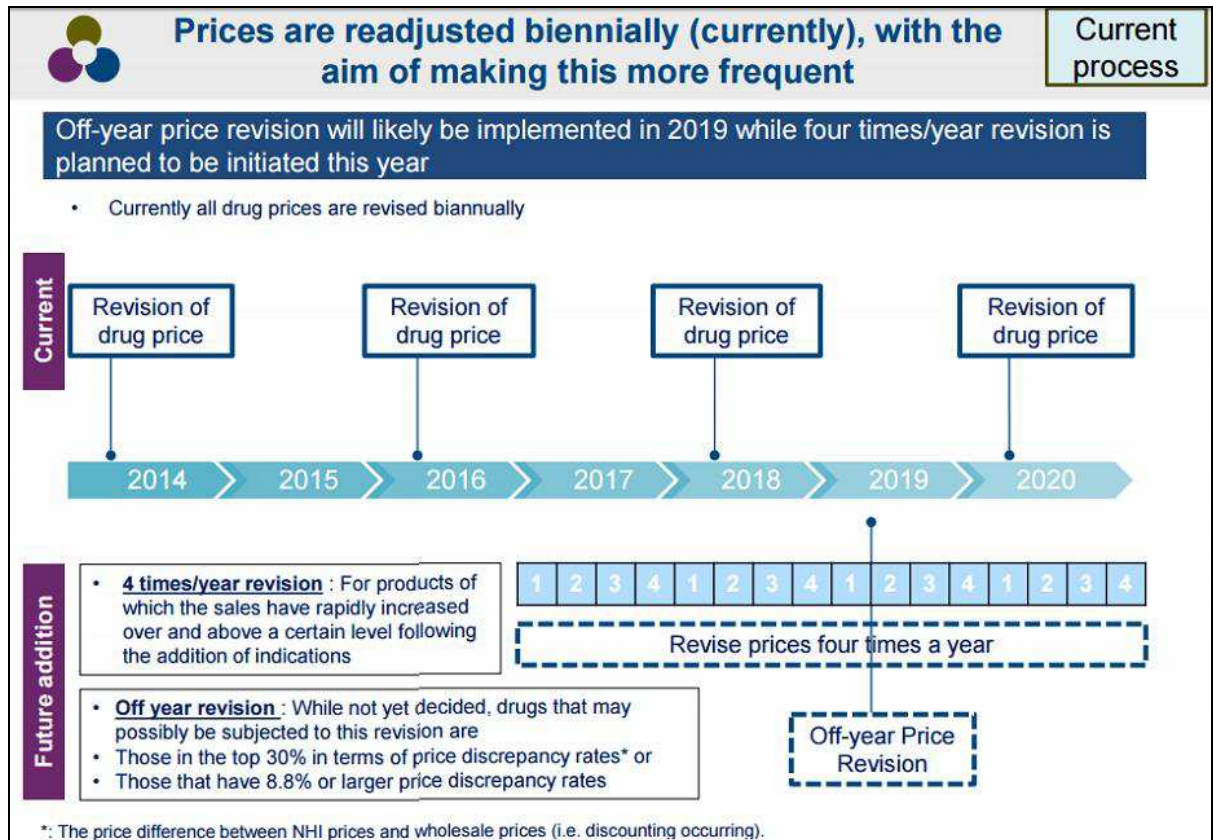 Prices are readjusted biennially (currently), with the
aim of making this more frequent
Current
process
Off-year price revision will likely be implemented in 2019 while four times/year revision is
planned to be initiated this year
• Currently all drug prices are revised biannually
Current
Revision of
drug price
Revision of
drug price
Revision of
drug price
Revision of
drug price
2014 2015 2016 2017 2018 2019 2020
Future addition
• 4 times/year revision : For products of
which the sales have rapidly increased
over and above a certain level following
the addition of indications
1 2 3 4 1 2 3 4 1 2 3 4 1 2 3 4
Revise prices four times a year
• Off year revision : While not yet decided, drugs that may
possibly be subjected to this revision are
• Those in the top 30% in terms of price discrepancy rates* or
• Those that have 8.8% or larger price discrepancy rates
Off-year Price
Revision
*: The price difference between NHI prices and wholesale prices (i.e. discounting occurring).